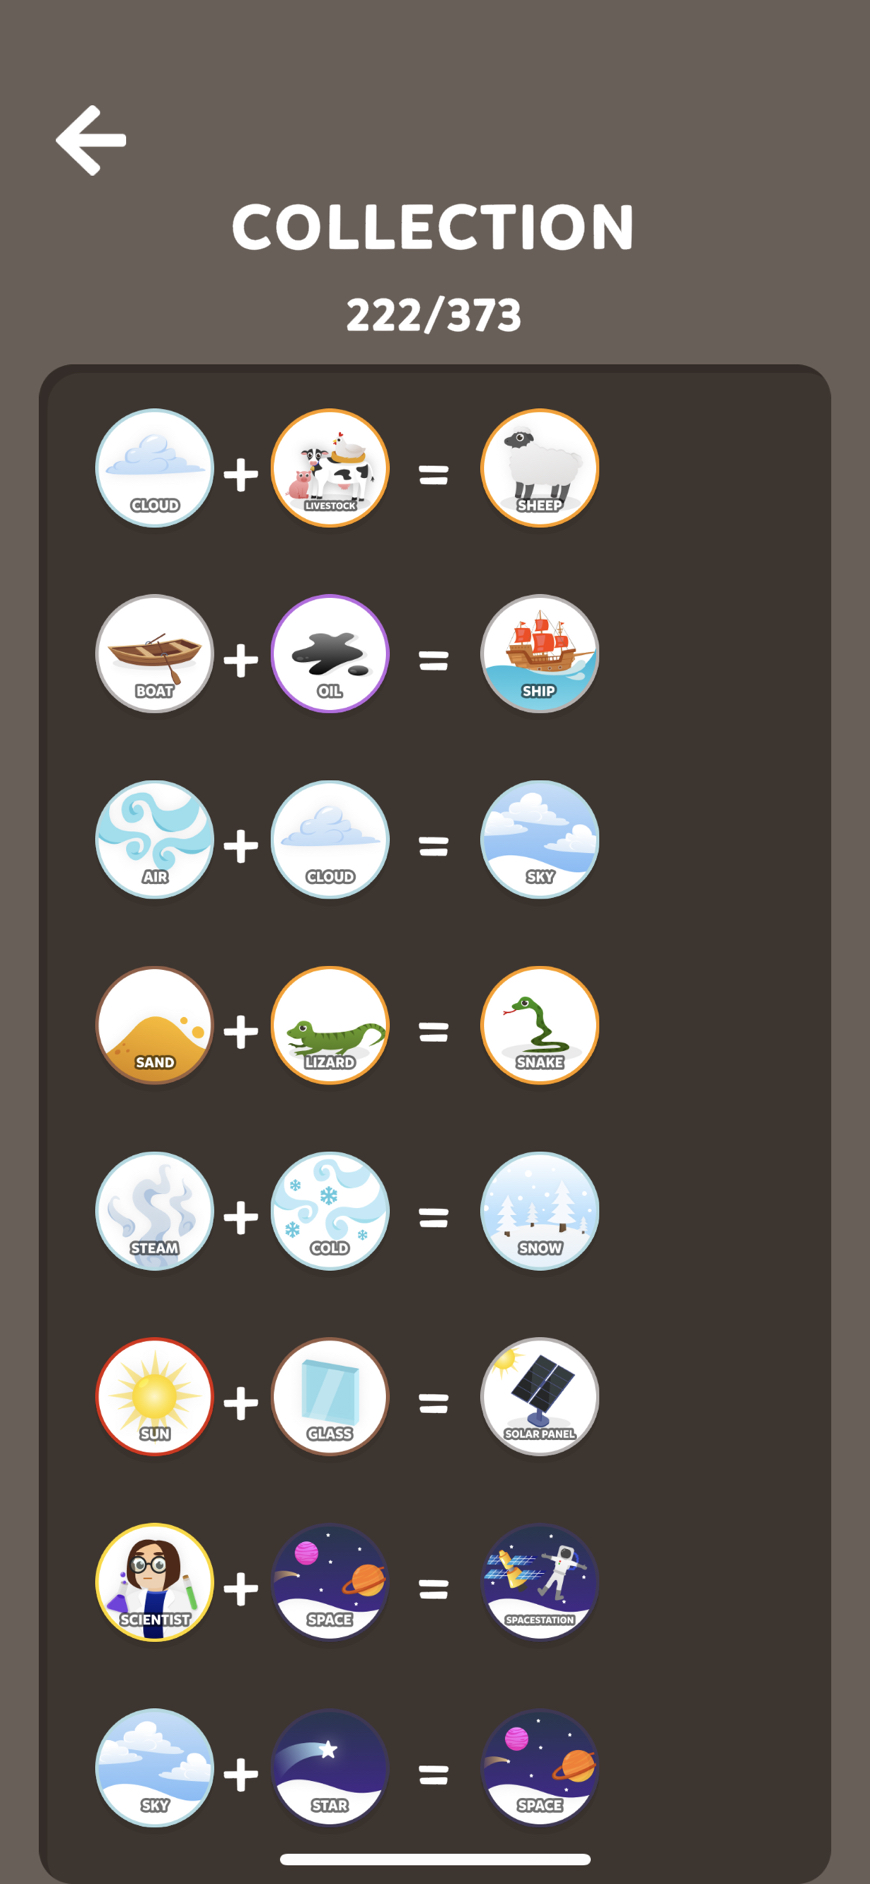 COLLECTION
222/373
CLOUD + LIVESTOCK = SHEEP
BOAT + OIL = SHIP
AIR + CLOUD = SKY
SAND + LIZARD = SNAKE
STEAM + COLD = SNOW
SUN + GLASS = SOLAR PANEL
SCIENTIST + SPACE = SPACESTATION
SKY + STAR = SPACE